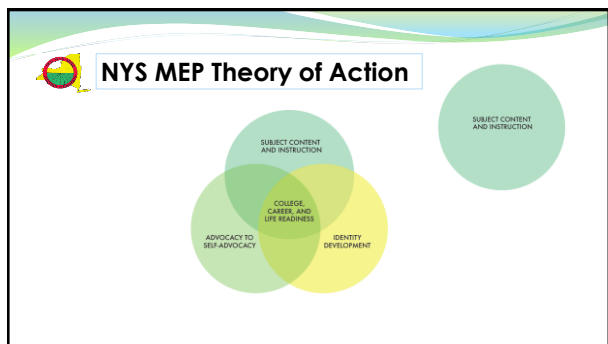 NYS MEP Theory of Action
SUBJECT CONTENT
AND INSTRUCTION
SUBJECT CONTENT
AND INSTRUCTION
COLLEGE,
CAREER, AND
LIFE READINESS
ADVOCACY TO
SELF-ADVOCACY
IDENTITY
DEVELOPMENT